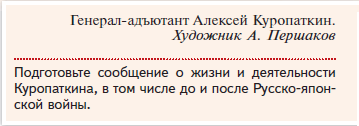 Генерал-адъютант Алексей Куропаткин.
Художник А. Першаков
Подготовьте сообщение о жизни и деятельности
Куропаткина, в том числе до и после Русско-япон-
ской войны.